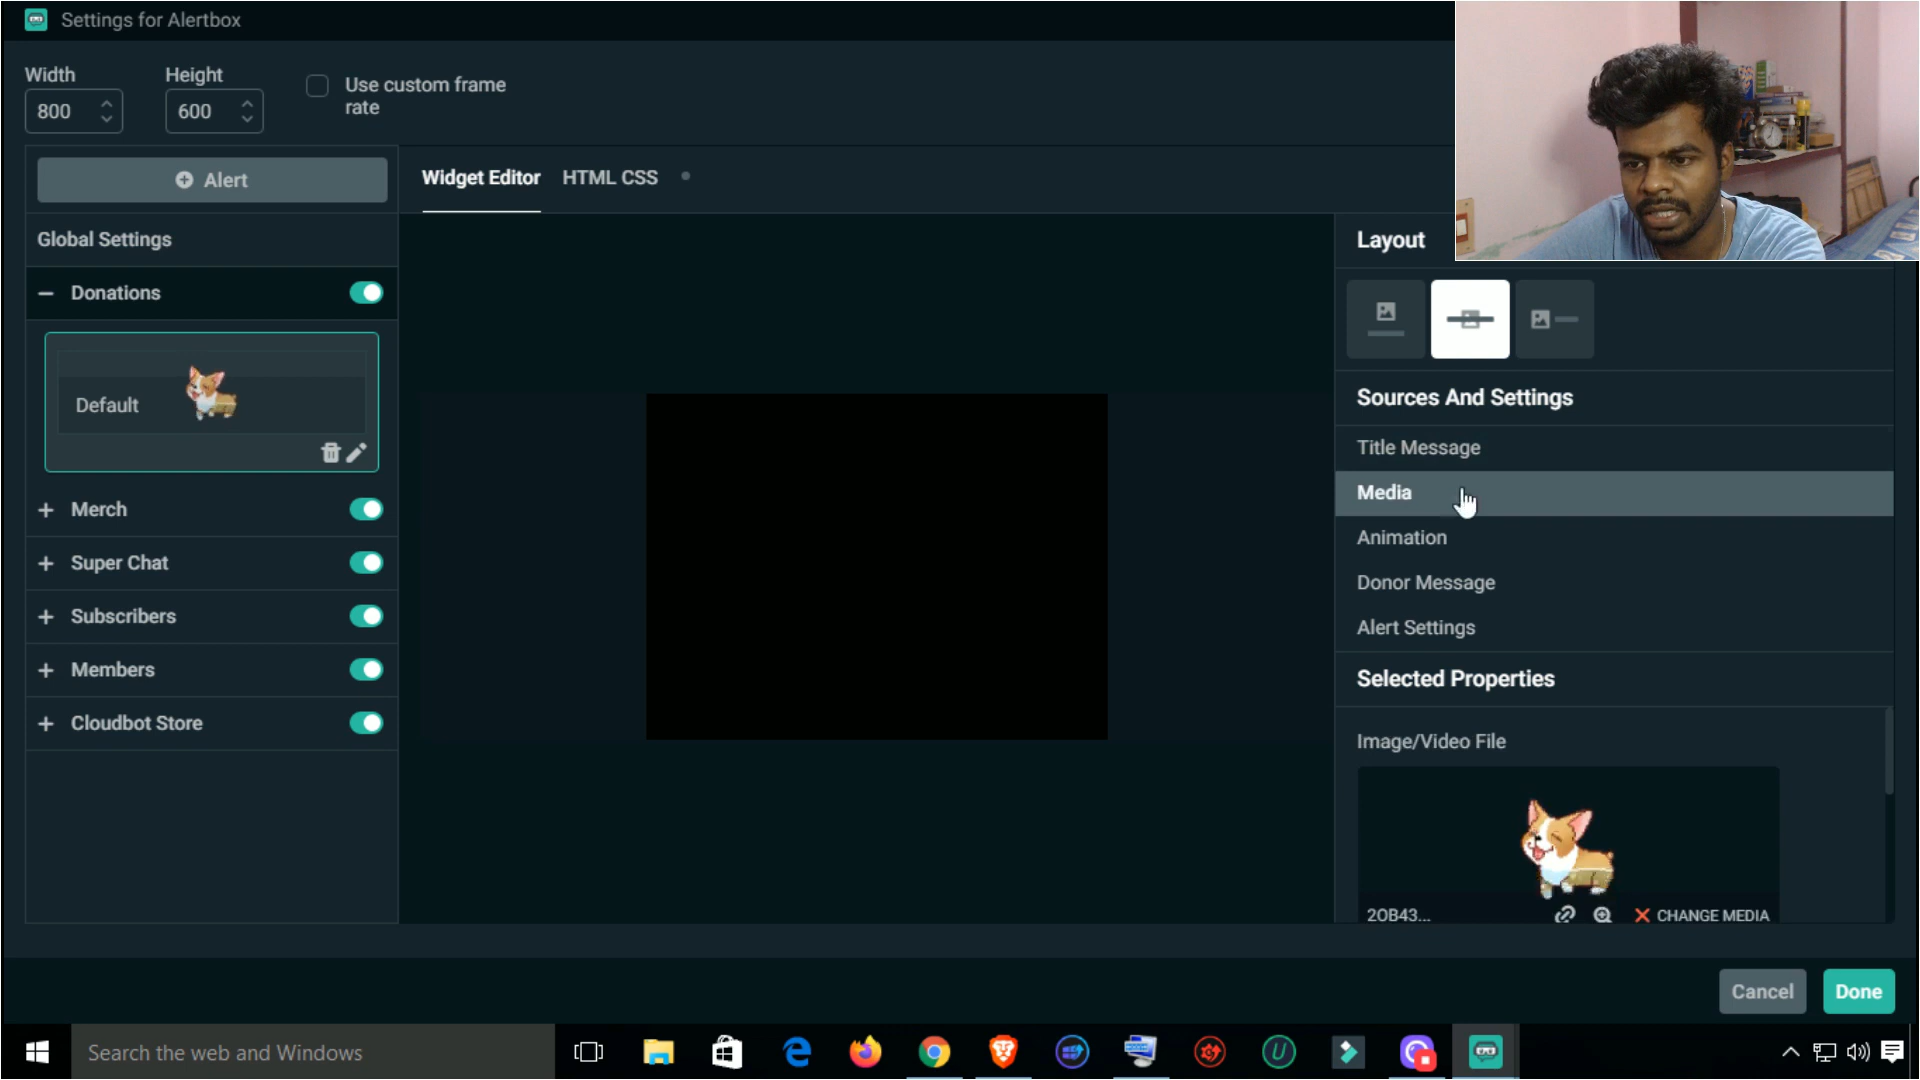 Settings for Alertbox
Width
Height
800
600
Use custom frame
rate
Alert
Widget Editor
HTML CSS
Global Settings
Layout
Donations
Default
Sources And Settings
Title Message
Media
Animation
Donor Message
Alert Settings
Merch
Super Chat
Subscribers
Members
Cloudbot Store
Selected Properties
Image/Video File
2OB43...
CHANGE MEDIA
Cancel
Done
Search the web and Windows